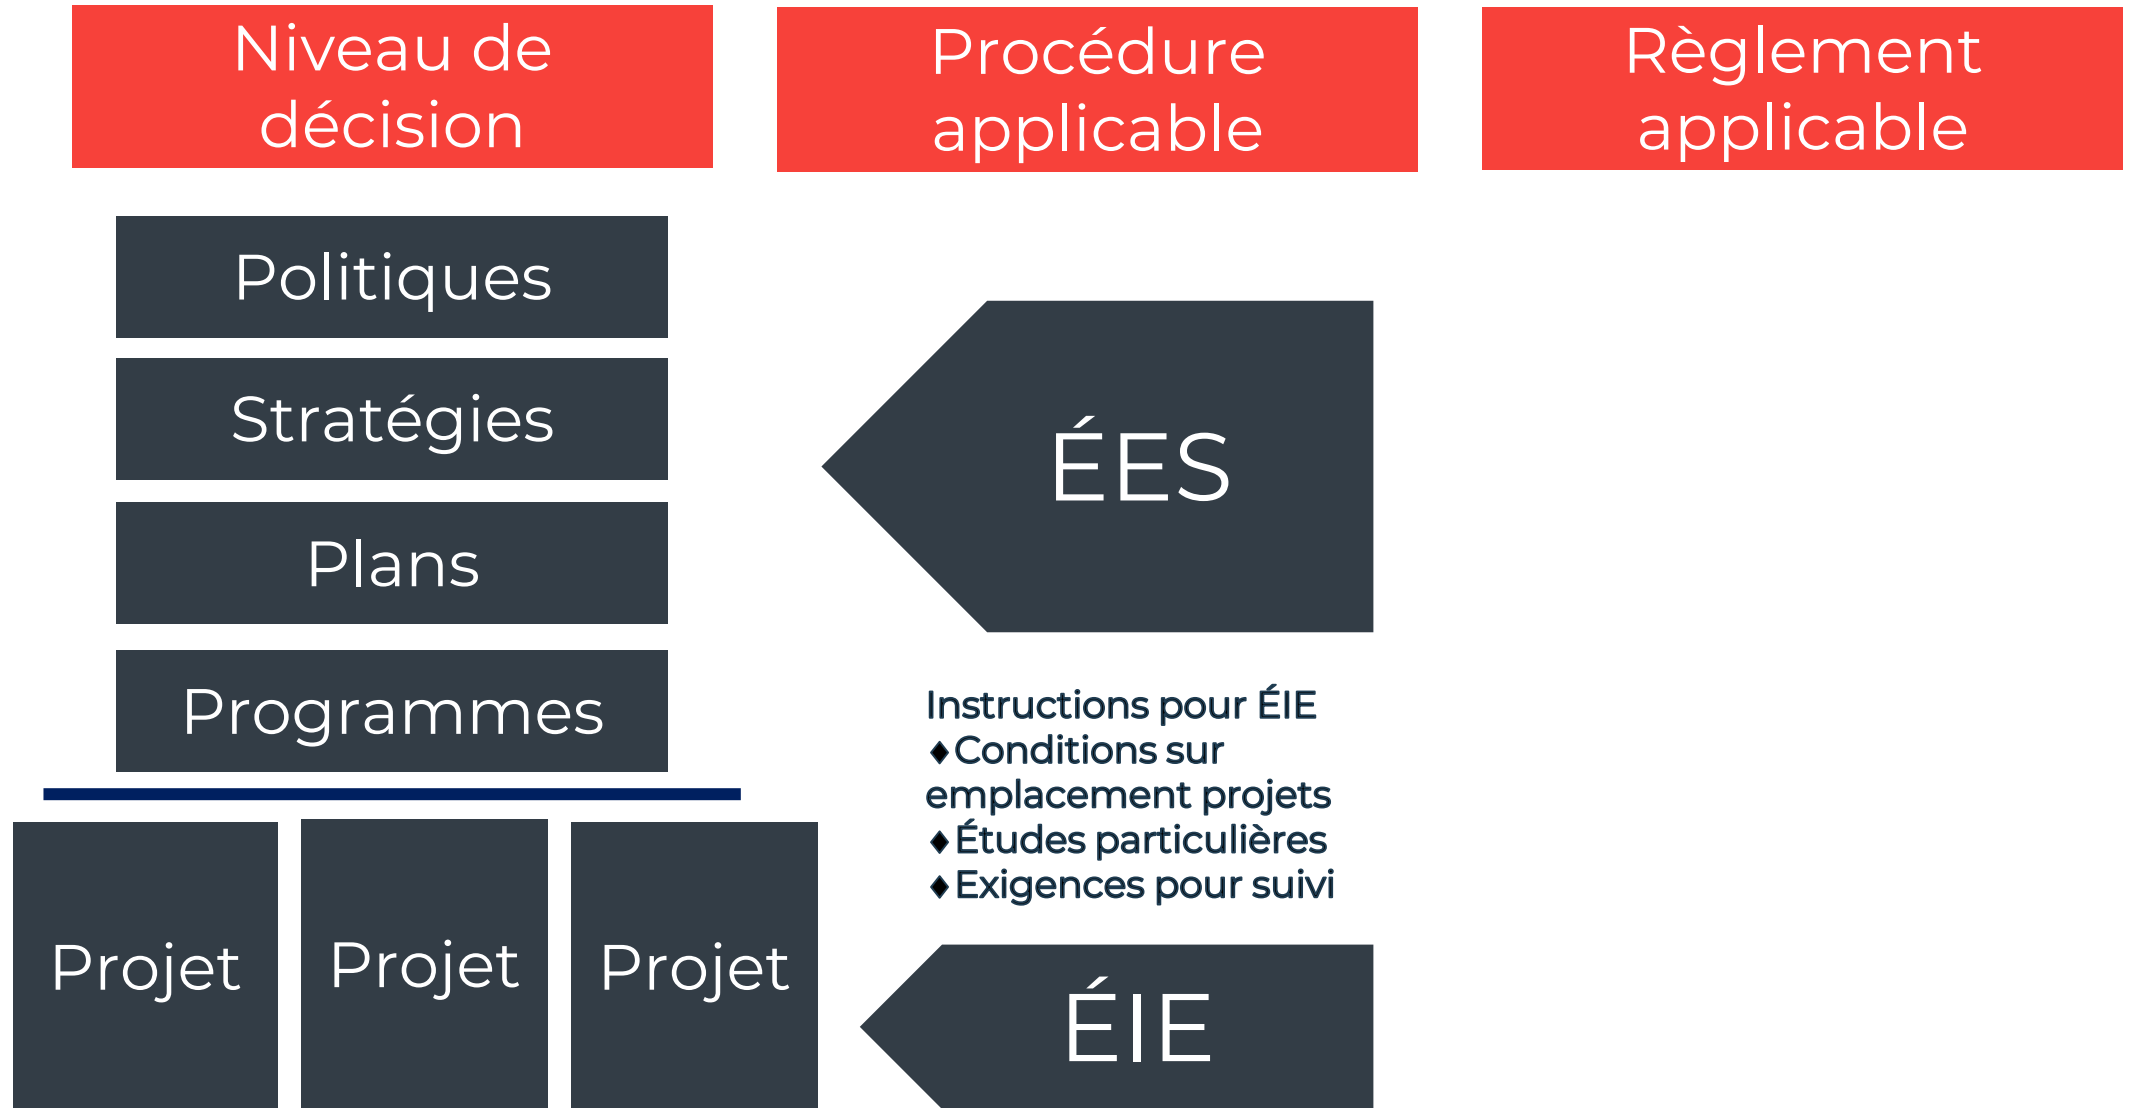 Niveau de
décision
Procédure
applicable
Règlement
applicable
Politiques
Stratégies
Plans
Programmes
ÉES
Instructions pour ÉIE
♦Conditions sur
emplacement projets
♦Études particulières
♦Exigences pour suivi
Projet
Projet
Projet
ÉIE